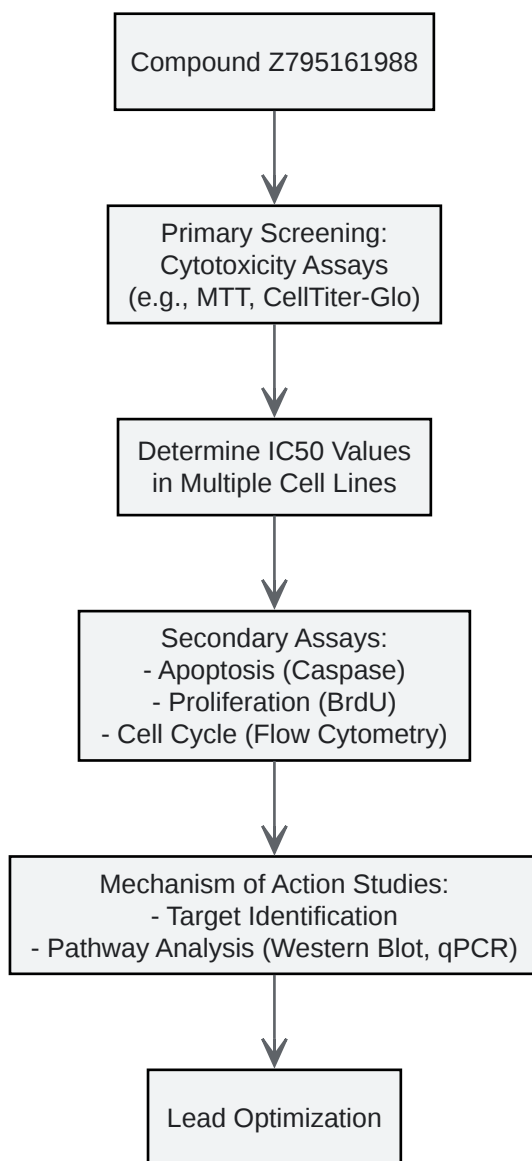 Compound Z795161988
Primary Screening:
Cytotoxicity Assays
(e.g., MTT, CellTiter-Glo)
Determine IC50 Values
in Multiple Cell Lines
Secondary Assays:
- Apoptosis (Caspase)
- Proliferation (BrdU)
- Cell Cycle (Flow Cytometry)
Mechanism of Action Studies:
- Target Identification
- Pathway Analysis (Western Blot, qPCR)
Lead Optimization